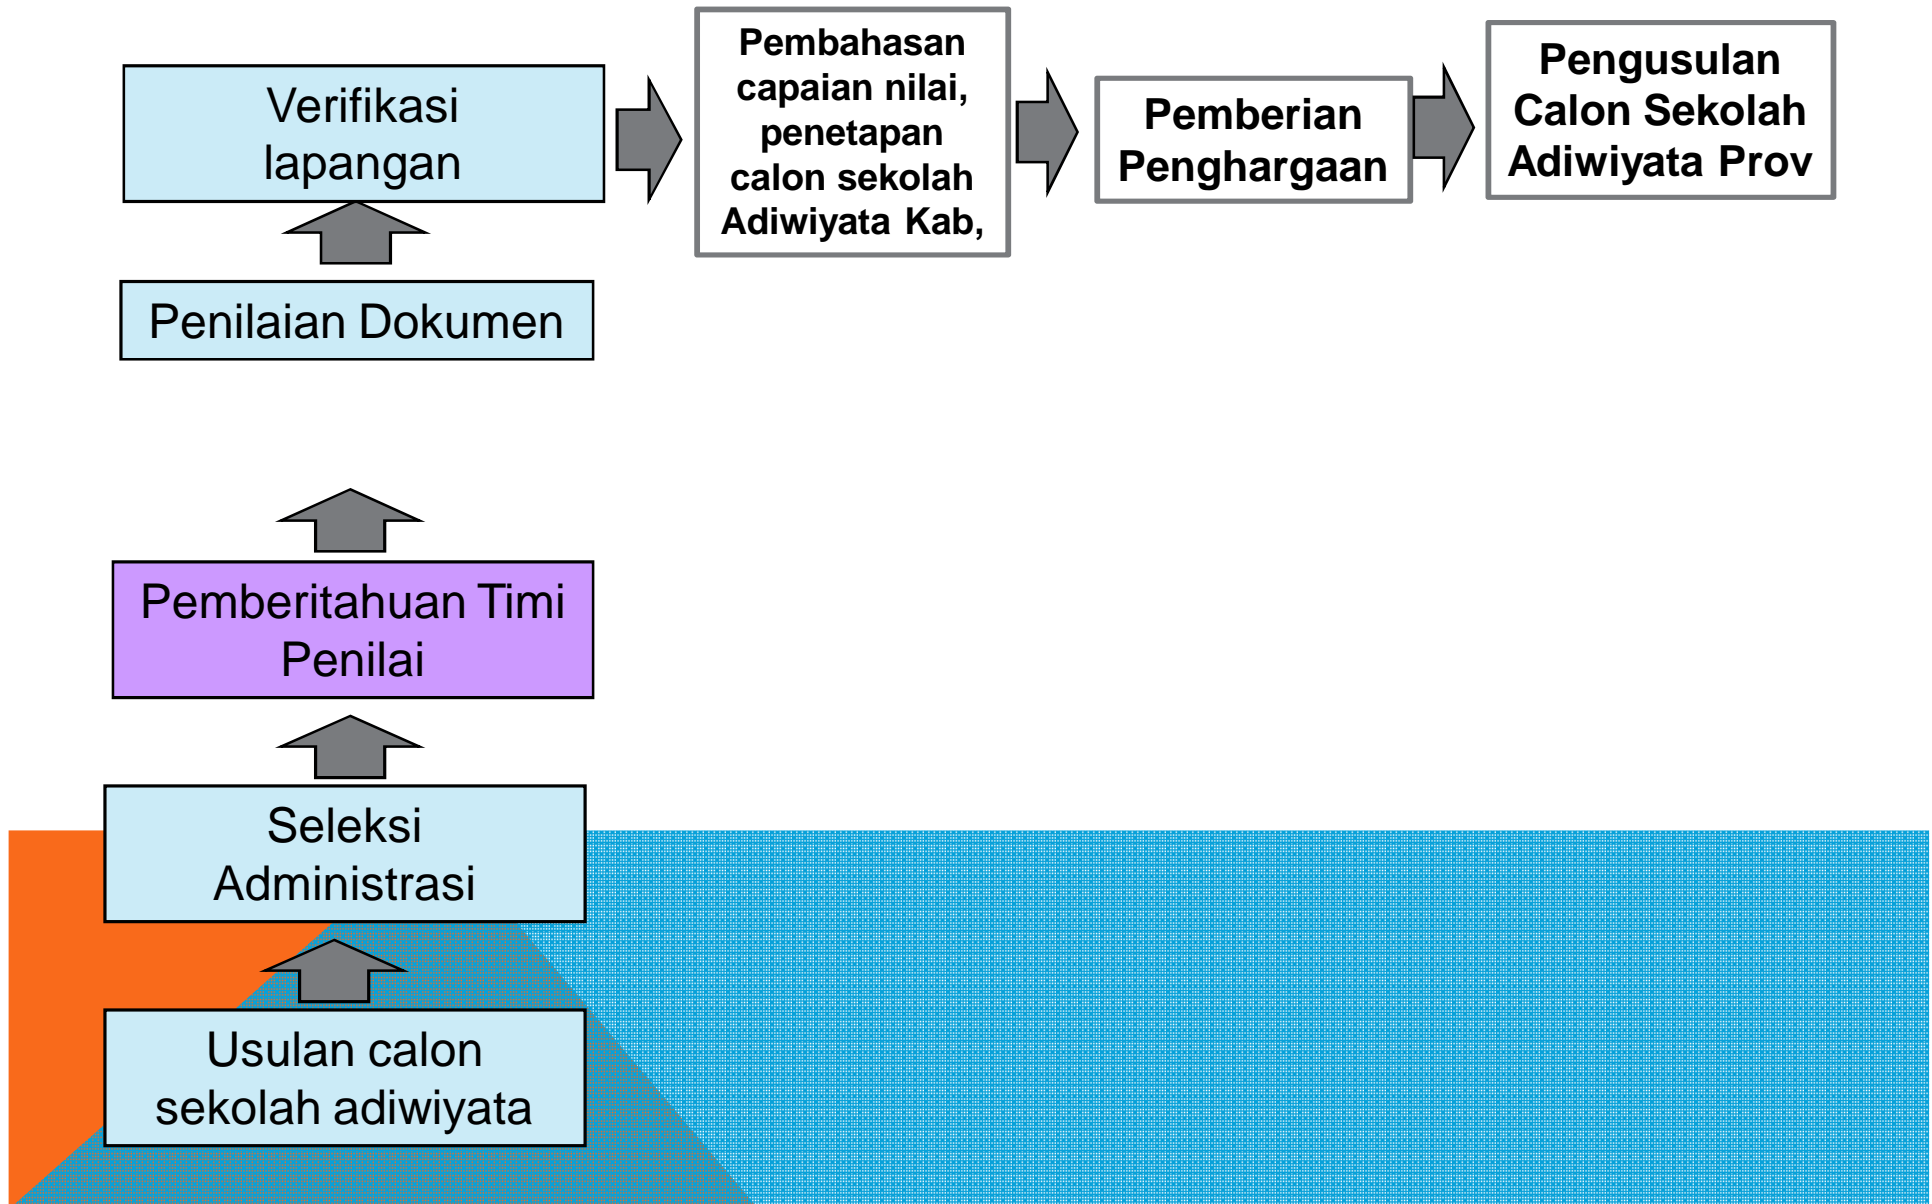 Verifikasi
lapangan
Pembahasan
capaian nilai,
penetapan
calon sekolah
Adiwiyata Kab,
Pemberian
Penghargaan
Pengusulan
Calon Sekolah
Adiwiyata Prov
Penilaian Dokumen
Pemberitahuan Timi
Penilai
Seleksi
Administrasi
Usulan calon
sekolah adiwiyata